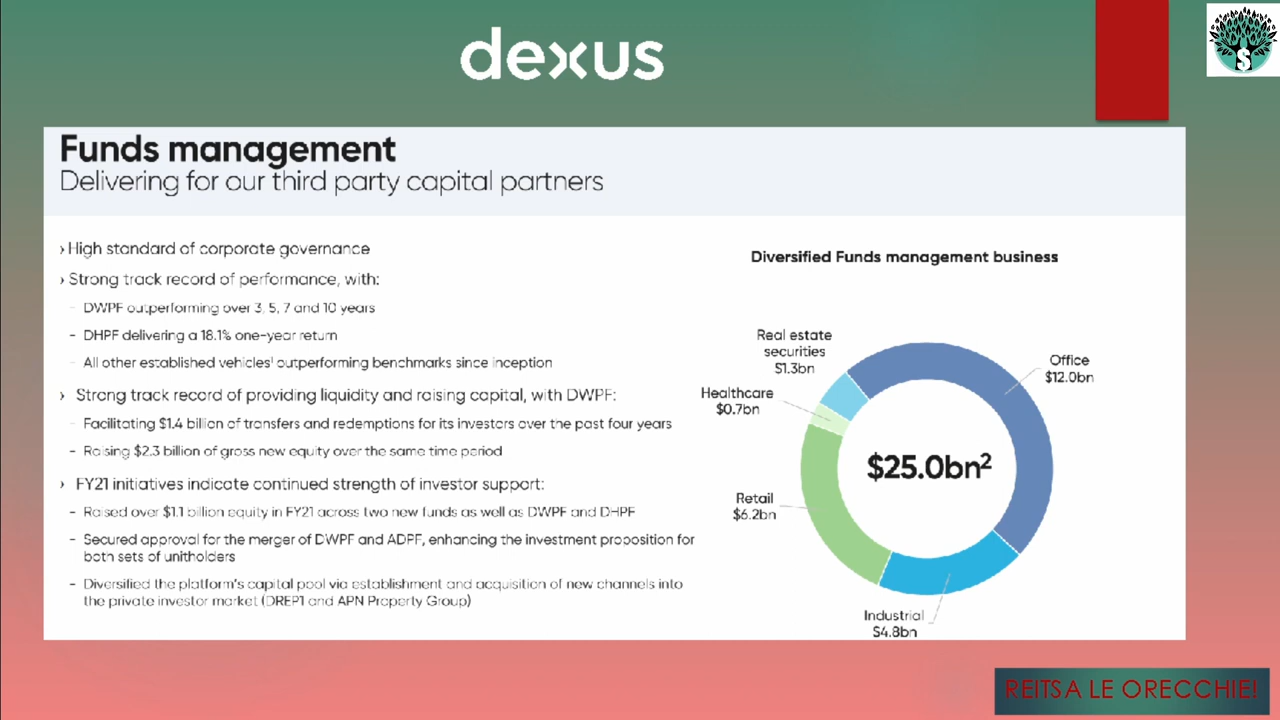 dexus
Funds management
Delivering for our third party capital partners
› High standard of corporate governance
› Strong track record of performance, with:
- DWPF outperforming over 3, 5, 7 and 10 years
- DHPF delivering a 18.1% one-year return
- All other established vehicles¹ outperforming benchmarks since inception
› Strong track record of providing liquidity and raising capital, with DWPF:
- Facilitating $1.4 billion of transfers and redemptions for its investors over the past four years
- Raising $2.3 billion of gross new equity over the same time period
› FY21 initiatives indicate continued strength of investor support:
- Raised over $1.1 billion equity in FY21 across two new funds as well as DWPF and DHPF
- Secured approval for the merger of DWPF and ADPF, enhancing the investment proposition for
both sets of unitholders
- Diversified the platform's capital pool via establishment and acquisition of new channels into
the private investor market (DREP1 and APN Property Group)
Diversified Funds management business
Real estate
securities
$1.3bn
Office
$12.0bn
Healthcare
$0.7bn
$25.0bn²
Retail
$6.2bn
Industrial
$4.8bn
REITSA LE ORECCHIE!
$